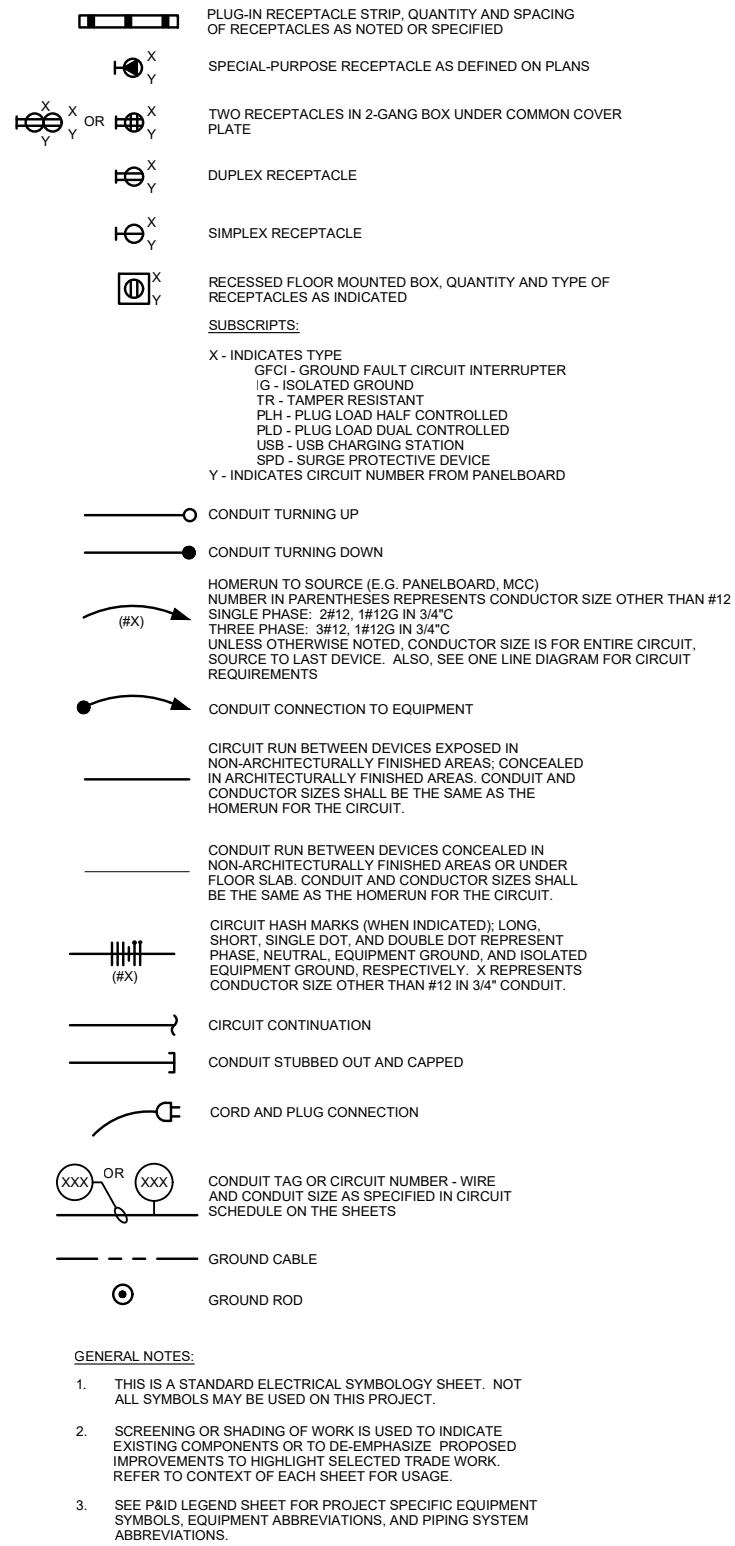 PLUG-IN RECEPTACLE STRIP, QUANTITY AND SPACING
OF RECEPTACLES AS NOTED OR SPECIFIED
X
Y
SPECIAL-PURPOSE RECEPTACLE AS DEFINED ON PLANS
X
Y
X
Y
OR
X
Y
TWO RECEPTACLES IN 2-GANG BOX UNDER COMMON COVER
PLATE
X
Y
DUPLEX RECEPTACLE
X
Y
SIMPLEX RECEPTACLE
X
Y
RECESSED FLOOR MOUNTED BOX, QUANTITY AND TYPE OF
RECEPTACLES AS INDICATED
SUBSCRIPTS:
X - INDICATES TYPE
GFCI - GROUND FAULT CIRCUIT INTERRUPTER
IG - ISOLATED GROUND
TR - TAMPER RESISTANT
PLH - PLUG LOAD HALF CONTROLLED
PLD - PLUG LOAD DUAL CONTROLLED
USB - USB CHARGING STATION
SPD - SURGE PROTECTIVE DEVICE
Y - INDICATES CIRCUIT NUMBER FROM PANELBOARD
CONDUIT TURNING UP
CONDUIT TURNING DOWN
(#X)
HOMERUN TO SOURCE (E.G. PANELBOARD, MCC)
NUMBER IN PARENTHESES REPRESENTS CONDUCTOR SIZE OTHER THAN #12
SINGLE PHASE: 2#12, 1#12G IN 3/4"C
THREE PHASE: 3#12, 1#12G IN 3/4"C
UNLESS OTHERWISE NOTED, CONDUCTOR SIZE IS FOR ENTIRE CIRCUIT,
SOURCE TO LAST DEVICE. ALSO, SEE ONE LINE DIAGRAM FOR CIRCUIT
REQUIREMENTS
CONDUIT CONNECTION TO EQUIPMENT
CIRCUIT RUN BETWEEN DEVICES EXPOSED IN
NON-ARCHITECTURALLY FINISHED AREAS; CONCEALED
IN ARCHITECTURALLY FINISHED AREAS. CONDUIT AND
CONDUCTOR SIZES SHALL BE THE SAME AS THE
HOMERUN FOR THE CIRCUIT.
CONDUIT RUN BETWEEN DEVICES CONCEALED IN
NON-ARCHITECTURALLY FINISHED AREAS OR UNDER
FLOOR SLAB. CONDUIT AND CONDUCTOR SIZES SHALL
BE THE SAME AS THE HOMERUN FOR THE CIRCUIT.
(#X)
CIRCUIT HASH MARKS (WHEN INDICATED); LONG,
SHORT, SINGLE DOT, AND DOUBLE DOT REPRESENT
PHASE, NEUTRAL, EQUIPMENT GROUND, AND ISOLATED
EQUIPMENT GROUND, RESPECTIVELY. X REPRESENTS
CONDUCTOR SIZE OTHER THAN #12 IN 3/4" CONDUIT.
CIRCUIT CONTINUATION
CONDUIT STUBBED OUT AND CAPPED
CORD AND PLUG CONNECTION
XXX OR XXX
CONDUIT TAG OR CIRCUIT NUMBER - WIRE
AND CONDUIT SIZE AS SPECIFIED IN CIRCUIT
SCHEDULE ON THE SHEETS
GROUND CABLE
GROUND ROD
GENERAL NOTES:
1. THIS IS A STANDARD ELECTRICAL SYMBOLOGY SHEET. NOT
ALL SYMBOLS MAY BE USED ON THIS PROJECT.
2. SCREENING OR SHADING OF WORK IS USED TO INDICATE
EXISTING COMPONENTS OR TO DE-EMPHASIZE PROPOSED
IMPROVEMENTS TO HIGHLIGHT SELECTED TRADE WORK.
REFER TO CONTEXT OF EACH SHEET FOR USAGE.
3. SEE P&ID LEGEND SHEET FOR PROJECT SPECIFIC EQUIPMENT
SYMBOLS, EQUIPMENT ABBREVIATIONS, AND PIPING SYSTEM
ABBREVIATIONS.